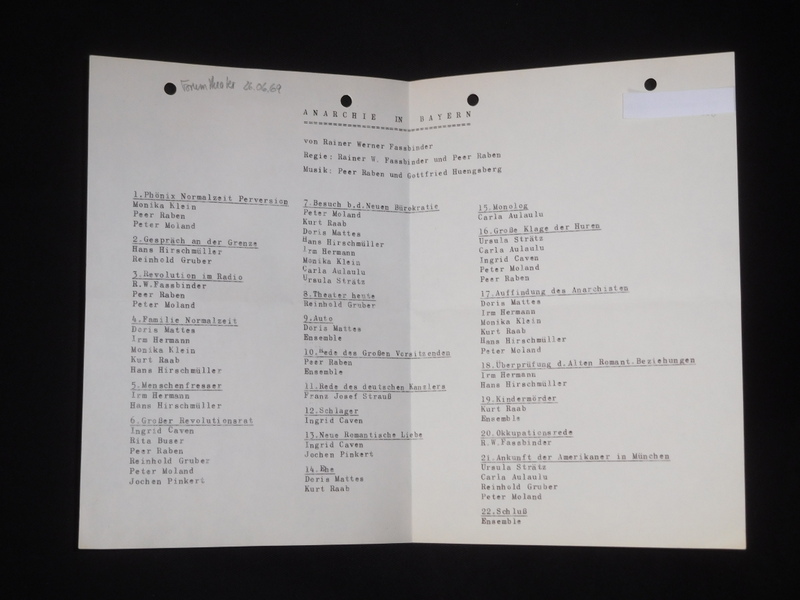 26.06.69
ANARCHIE IN BAYERN
von Rainer Werner Fassbinder
Regie: Rainer W. Fassbinder und Peer Raben
Musik: Peer Raben und Gottfried Huengsberg
1.Phönix Normalzeit Perversion
Monika Klein
Peer Raben
Peter Moland
2.Gespräch an der Grenze
Hans Hirschmüller
Reinhold Gruber
3.Revolution im Radio
R.W.Fassbinder
Peer Raben
Peter Moland
4.Familie Normalzeit
Doris Mattes
Irm Hermann
Monika Klein
Kurt Raab
Hans Hirschmüller
5.Menschenfresser
Irm Hermann
Hans Hirschmüller
6.Großer Revolutionsrat
Ingrid Caven
Rita Buser
Peer Raben
Reinhold Gruber
Peter Moland
Jochen Pinkert
7.Besuch b.d.Neuen Bürokratie
Peter Moland
Kurt Raab
Doris Mattes
Hans Hirschmüller
Irm Hermann
Monika Klein
Carla Aulaulu
Ursula Strätz
8.Theater heute
Reinhold Gruber
9.Auto
Doris Mattes
Ensemble
10.Rede des Großen Vorsitzenden
Peer Raben
Ensemble
11.Rede des deutschen Kanzlers
Franz Josef Strauß
12.Schlager
Ingrid Caven
13.Neue Romantische Liebe
Ingrid Caven
Jochen Pinkert
14.Ehe
Doris Mattes
Kurt Raab
15.Monolog
Carla Aulaulu
16.Große Klage der Huren
Ursula Strätz
Carla Aulaulu
Ingrid Caven
Peter Moland
Peer Raben
17.Auffindung des Anarchisten
Doris Mattes
Irm Hermann
Monika Klein
Kurt Raab
Hans Hirschmüller
Peter Moland
18.Überprüfung d.Alten Romant.Beziehungen
Irm Hermann
Hans Hirschmüller
19.Kindermörder
Kurt Raab
Ensemble
20.Okkupationsrede
R.W.Fassbinder
21.Ankunft der Amerikaner in München
Ursula Strätz
Carla Aulaulu
Reinhold Gruber
Peter Moland
22.Schluß
Ensemble